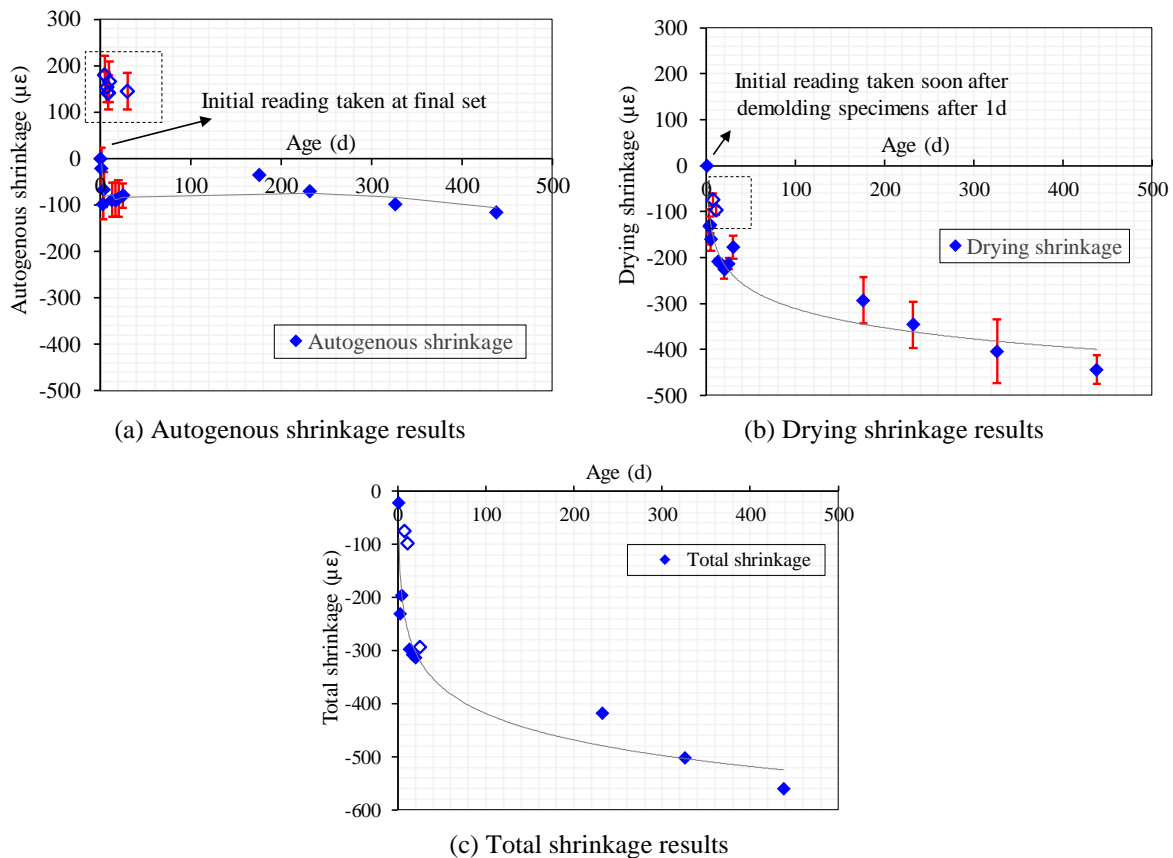 300
200
100
0
-100
-200
-300
-400
-500
Autogenous shrinkage (με)
Initial reading taken at final set
Age (d)
0
100
200
300
400
500
Autogenous shrinkage
(a) Autogenous shrinkage results
300
200
100
0
-100
-200
-300
-400
-500
Drying shrinkage (με)
Initial reading taken soon after
demolding specimens after 1d
Age (d)
0
100
200
300
400
500
Drying shrinkage
(b) Drying shrinkage results
Age (d)
0
-100
-200
-300
-400
-500
-600
Total shrinkage (με)
0
100
200
300
400
500
Total shrinkage
(c) Total shrinkage results